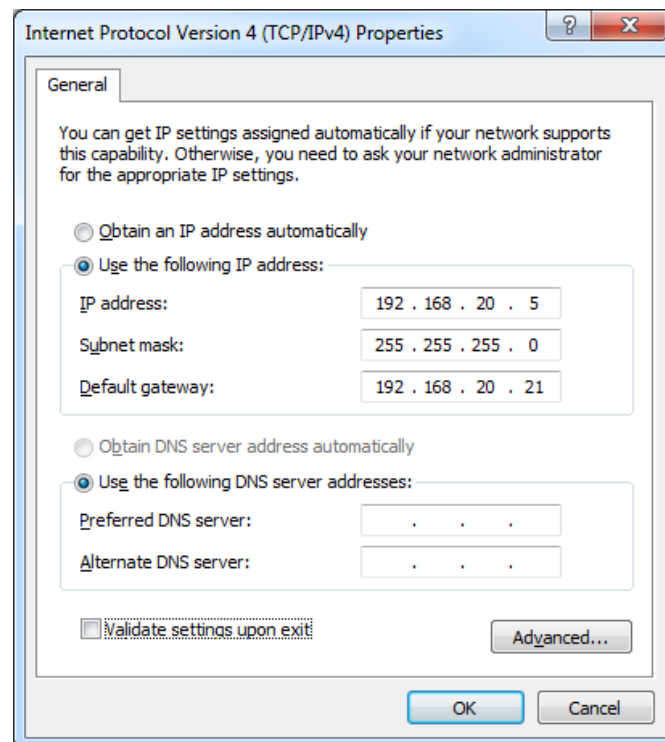 Internet Protocol Version 4 (TCP/IPv4) Properties
General
You can get IP settings assigned automatically if your network supports
this capability. Otherwise, you need to ask your network administrator
for the appropriate IP settings.
Obtain an IP address automatically
Use the following IP address:
IP address: 192 . 168 . 20 . 5
Subnet mask: 255 . 255 . 255 . 0
Default gateway: 192 . 168 . 20 . 21
Obtain DNS server address automatically
Use the following DNS server addresses:
Preferred DNS server: . . .
Alternate DNS server: . . .
Validate settings upon exit
Advanced...
OK Cancel